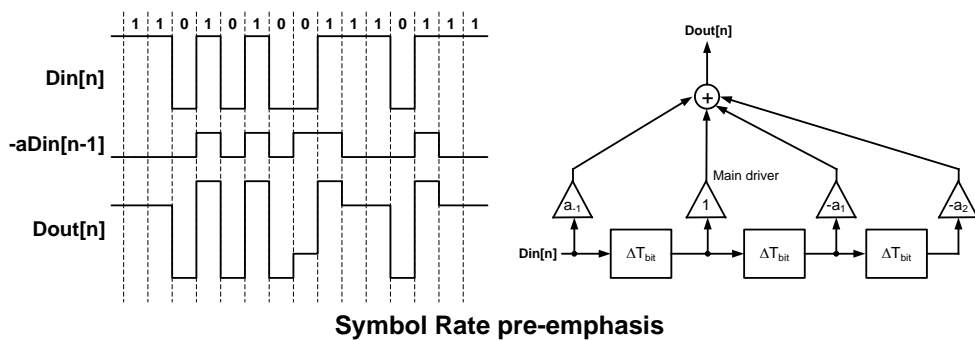 1 1 0 1 0 1 0 0 1 1 1 0 1 1 1
Din[n]
-aDin[n-1]
Dout[n]
Dout[n]
+
Main driver
a-1
1
-a1
-a2
Din[n]
ΔTbit
ΔTbit
ΔTbit
Symbol Rate pre-emphasis